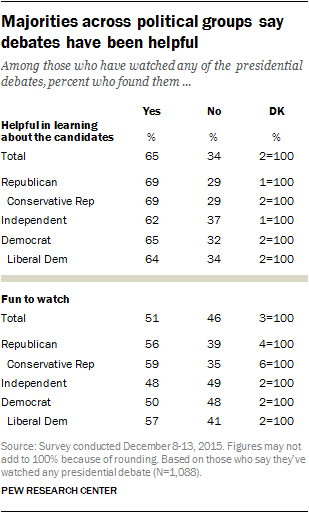 Majorities across political groups say
debates have been helpful
Among those who have watched any of the presidential
debates, percent who found them ...
Yes No DK
Helpful in learning
about the candidates % % %
Total 65 34 2=100
Republican 69 29 1=100
Conservative Rep 69 29 2=100
Independent 62 37 1=100
Democrat 65 32 2=100
Liberal Dem 64 34 2=100
Fun to watch
Total 51 46 3=100
Republican 56 39 4=100
Conservative Rep 59 35 6=100
Independent 48 49 2=100
Democrat 50 48 2=100
Liberal Dem 57 41 2=100
Source: Survey conducted December 8-13, 2015. Figures may not
add to 100% because of rounding. Based on those who say they've
watched any presidential debate (N=1,088).
PEW RESEARCH CENTER